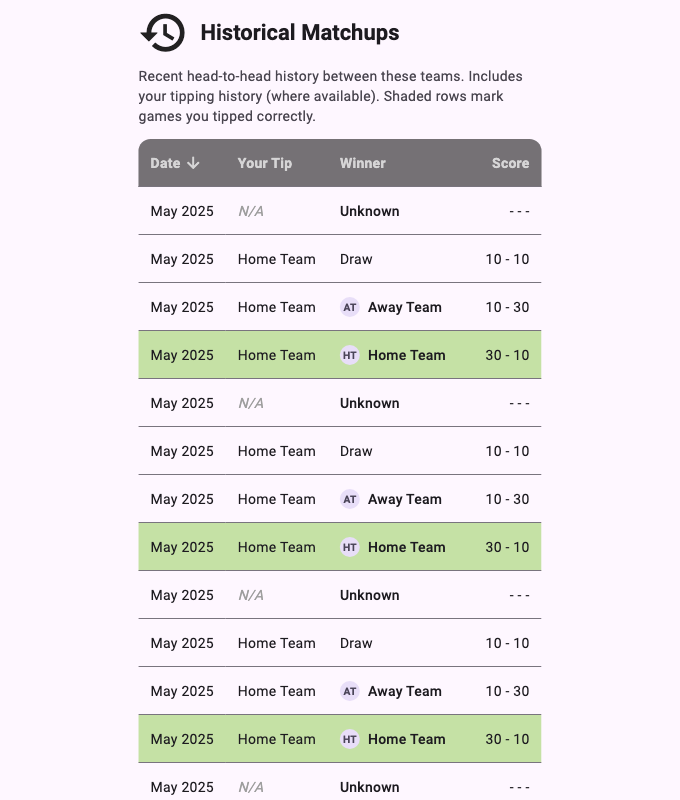 Historical Matchups
Recent head-to-head history between these teams. Includes
your tipping history (where available). Shaded rows mark
games you tipped correctly.
Date Your Tip Winner Score
May 2025 N/A Unknown - - -
May 2025 Home Team Draw 10 - 10
May 2025 Home Team AT Away Team 10 - 30
May 2025 Home Team HT Home Team 30 - 10
May 2025 N/A Unknown - - -
May 2025 Home Team Draw 10 - 10
May 2025 Home Team AT Away Team 10 - 30
May 2025 Home Team HT Home Team 30 - 10
May 2025 N/A Unknown - - -
May 2025 Home Team Draw 10 - 10
May 2025 Home Team AT Away Team 10 - 30
May 2025 Home Team HT Home Team 30 - 10
May 2025 N/A Unknown - - -